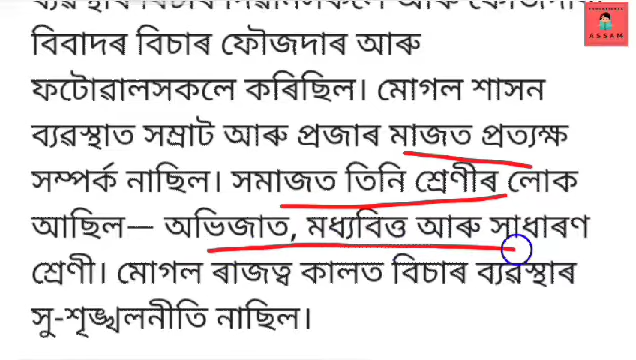 ব্যৱস্থাৰ বিচাৰ
বিবাদৰ বিচাৰ ফৌজদাৰ আৰু
ফটোৱালসকলে কৰিছিল। মোগল শাসন
ব্যৱস্থাত সম্ৰাট আৰু প্ৰজাৰ মাজত প্ৰত্যক্ষ
সম্পৰ্ক নাছিল। সমাজত তিনি শ্ৰেণীৰ লোক
আছিল— অভিজাত, মধ্যবিত্ত আৰু সাধাৰণ
শ্ৰেণী। মোগল ৰাজত্ব কালত বিচাৰ ব্যৱস্থাৰ
সু-শৃঙ্খলনীতি নাছিল।
ASSAM